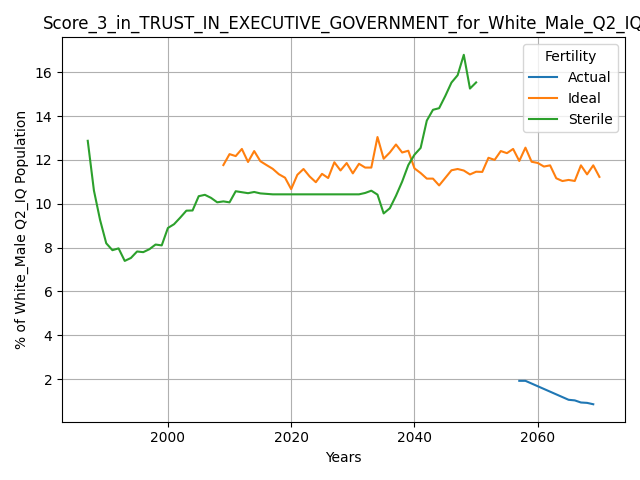 Score_3_in_TRUST_IN_EXECUTIVE_GOVERNMENT_for_White_Male_Q2_IQ
Fertility
Actual
Ideal
Sterile
% of White_Male Q2_IQ Population
16
14
12
10
8
6
4
2
2000 2020 2040 2060
Years